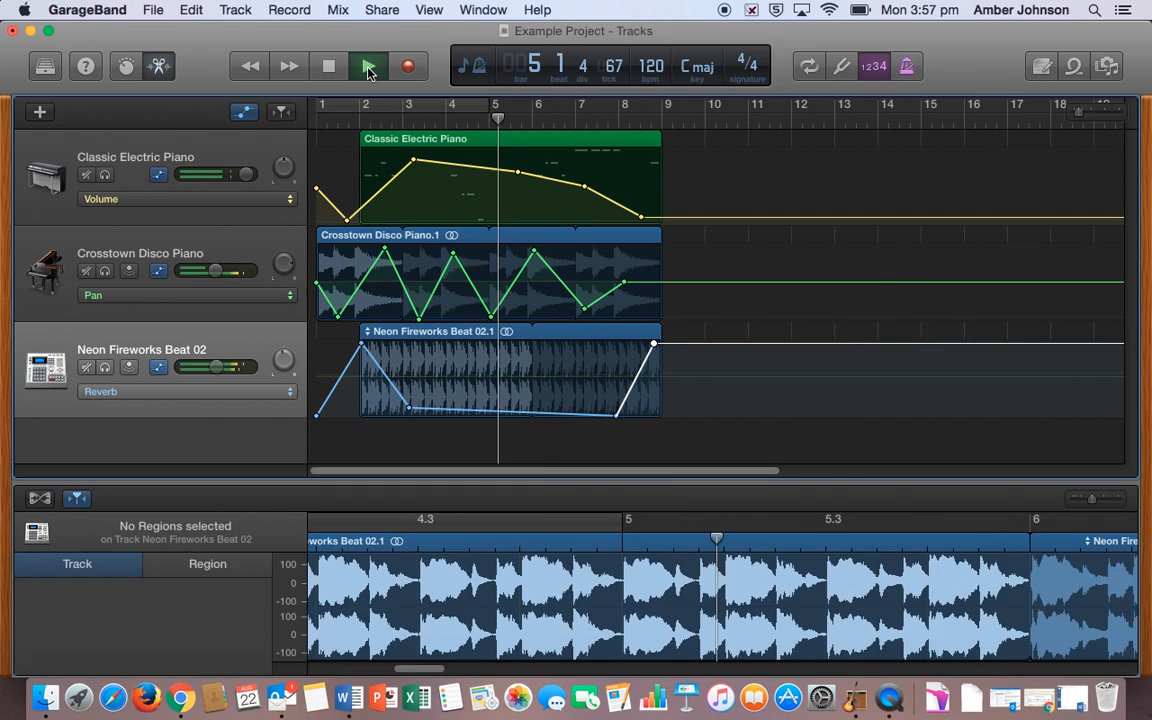 GarageBand File Edit Track Record Mix Share View Window Help 5 Mon 3:57 pm Amber Johnson
Example Project - Tracks
5 1 4 67 120 C maj 4/4 1234
bar beat div tick bpm key signature
1 2 3 4 5 6 7 8 9 10 11 12 13 14 15 16 17 18
Classic Electric Piano
Classic Electric Piano
L R
Volume
Crosstown Disco Piano.1
Crosstown Disco Piano
L R
Pan
Neon Fireworks Beat 02.1
Neon Fireworks Beat 02
L R
Reverb
4.3 5 5.3 6
No Regions selected
on Track Neon Fireworks Beat 02
works Beat 02.1 Neon Fire
Track Region
100
0
-100
100
0
-100
AUG
22
1